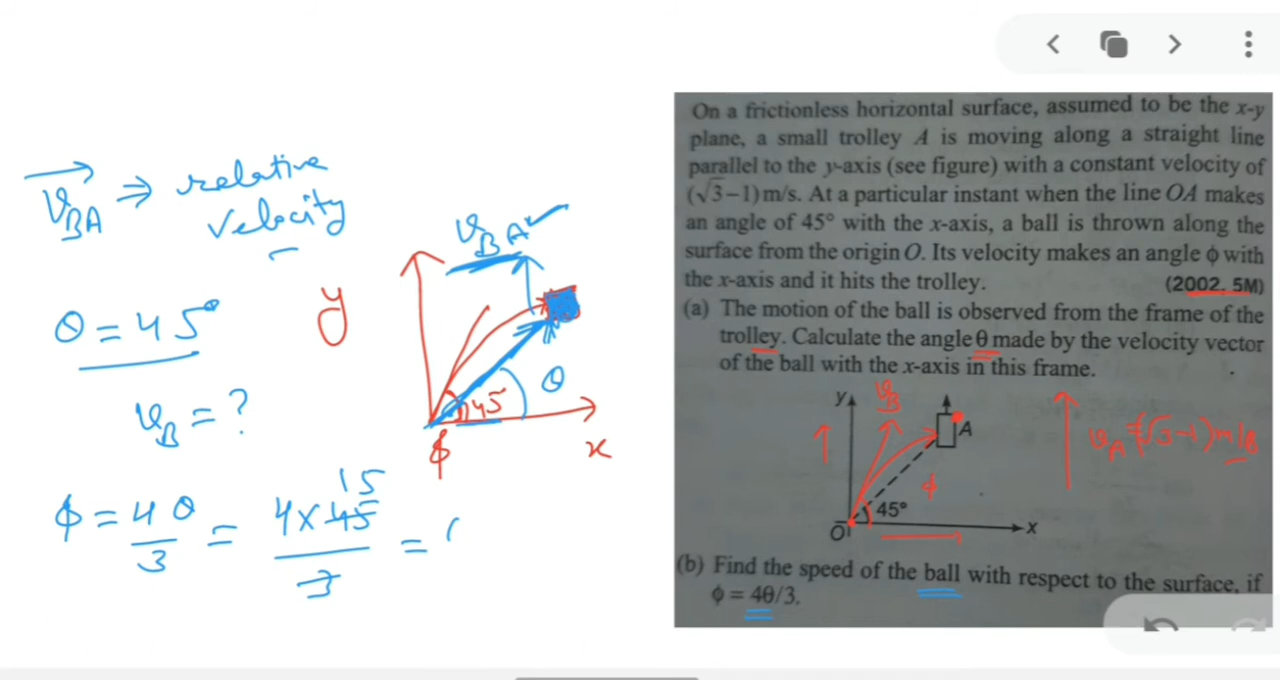 v_BA ⇒ relative
velocity
θ = 45°
v_B = ?
ϕ = 4θ/3 = 4 × 45/3 = (
15
y
v_BA
θ
45
ϕ
x
On a frictionless horizontal surface, assumed to be the x-y
plane, a small trolley A is moving along a straight line
parallel to the y-axis (see figure) with a constant velocity of
(√3−1) m/s. At a particular instant when the line OA makes
an angle of 45° with the x-axis, a ball is thrown along the
surface from the origin O. Its velocity makes an angle ϕ with
the x-axis and it hits the trolley. (2002. 5M)
(a) The motion of the ball is observed from the frame of the
trolley. Calculate the angle θ made by the velocity vector
of the ball with the x-axis in this frame.
y
v_B
A
v_A = (√3-1) m/s
ϕ
45°
O
x
(b) Find the speed of the ball with respect to the surface, if
ϕ = 4θ/3.